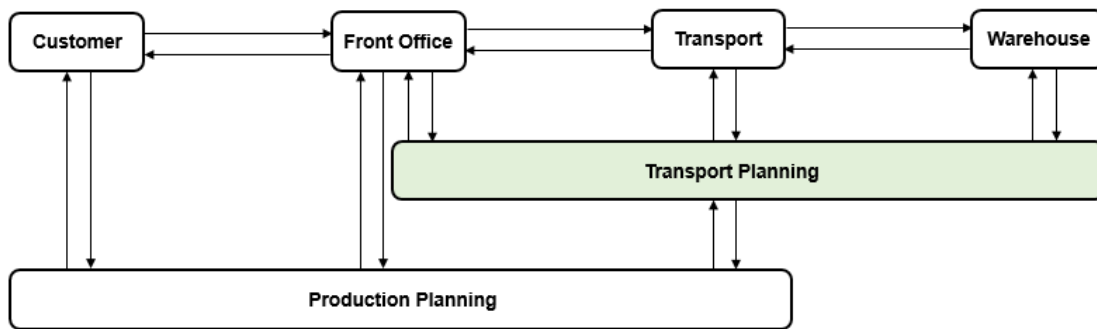 Customer
Front Office
Transport
Warehouse
Transport Planning
Production Planning